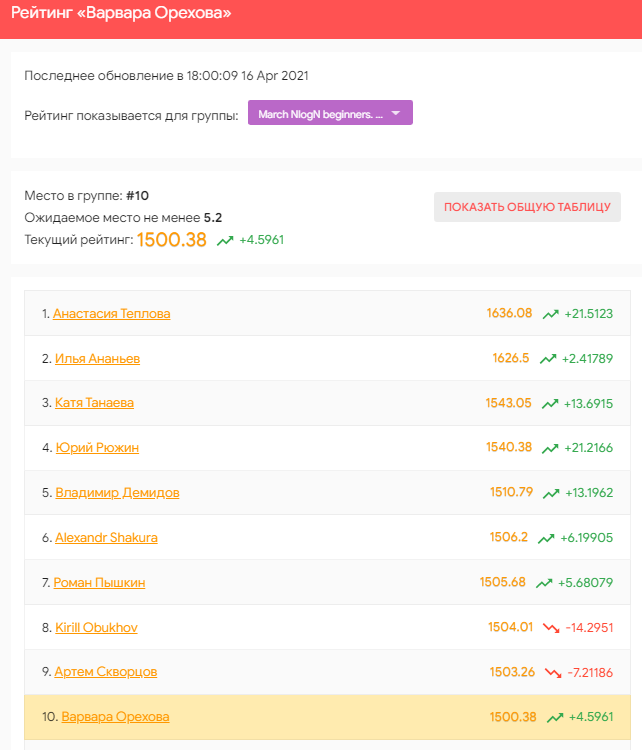 Рейтинг «Варвара Орехова»
Последнее обновление в 18:00:09 16 Apr 2021
Рейтинг показывается для группы: March NlogN beginners. ...
Место в группе: #10
Ожидаемое место не менее 5.2
Текущий рейтинг: 1500.38 +4.5961
ПОКАЗАТЬ ОБЩУЮ ТАБЛИЦУ
1. Анастасия Теплова 1636.08 +21.5123
2. Илья Ананьев 1626.5 +2.41789
3. Катя Танаева 1543.05 +13.6915
4. Юрий Рюжин 1540.38 +21.2166
5. Владимир Демидов 1510.79 +13.1962
6. Alexandr Shakura 1506.2 +6.19905
7. Роман Пышкин 1505.68 +5.68079
8. Kirill Obukhov 1504.01 -14.2951
9. Артем Скворцов 1503.26 -7.21186
10. Варвара Орехова 1500.38 +4.5961